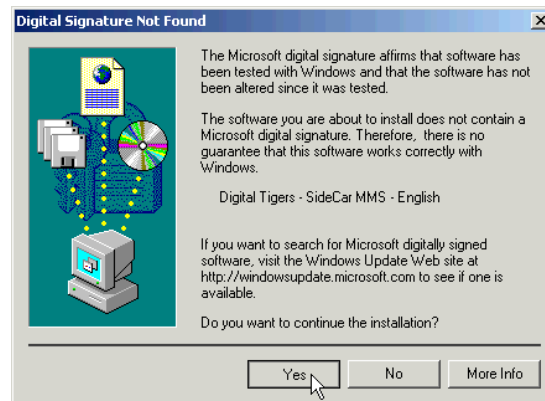 Digital Signature Not Found
The Microsoft digital signature affirms that software has
been tested with Windows and that the software has not
been altered since it was tested.
The software you are about to install does not contain a
Microsoft digital signature. Therefore,  there is no
guarantee that this software works correctly with
Windows.
Digital Tigers - SideCar MMS - English
If you want to search for Microsoft digitally signed
software, visit the Windows Update Web site at
http://windowsupdate.microsoft.com to see if one is
available.
Do you want to continue the installation?
Yes No More Info